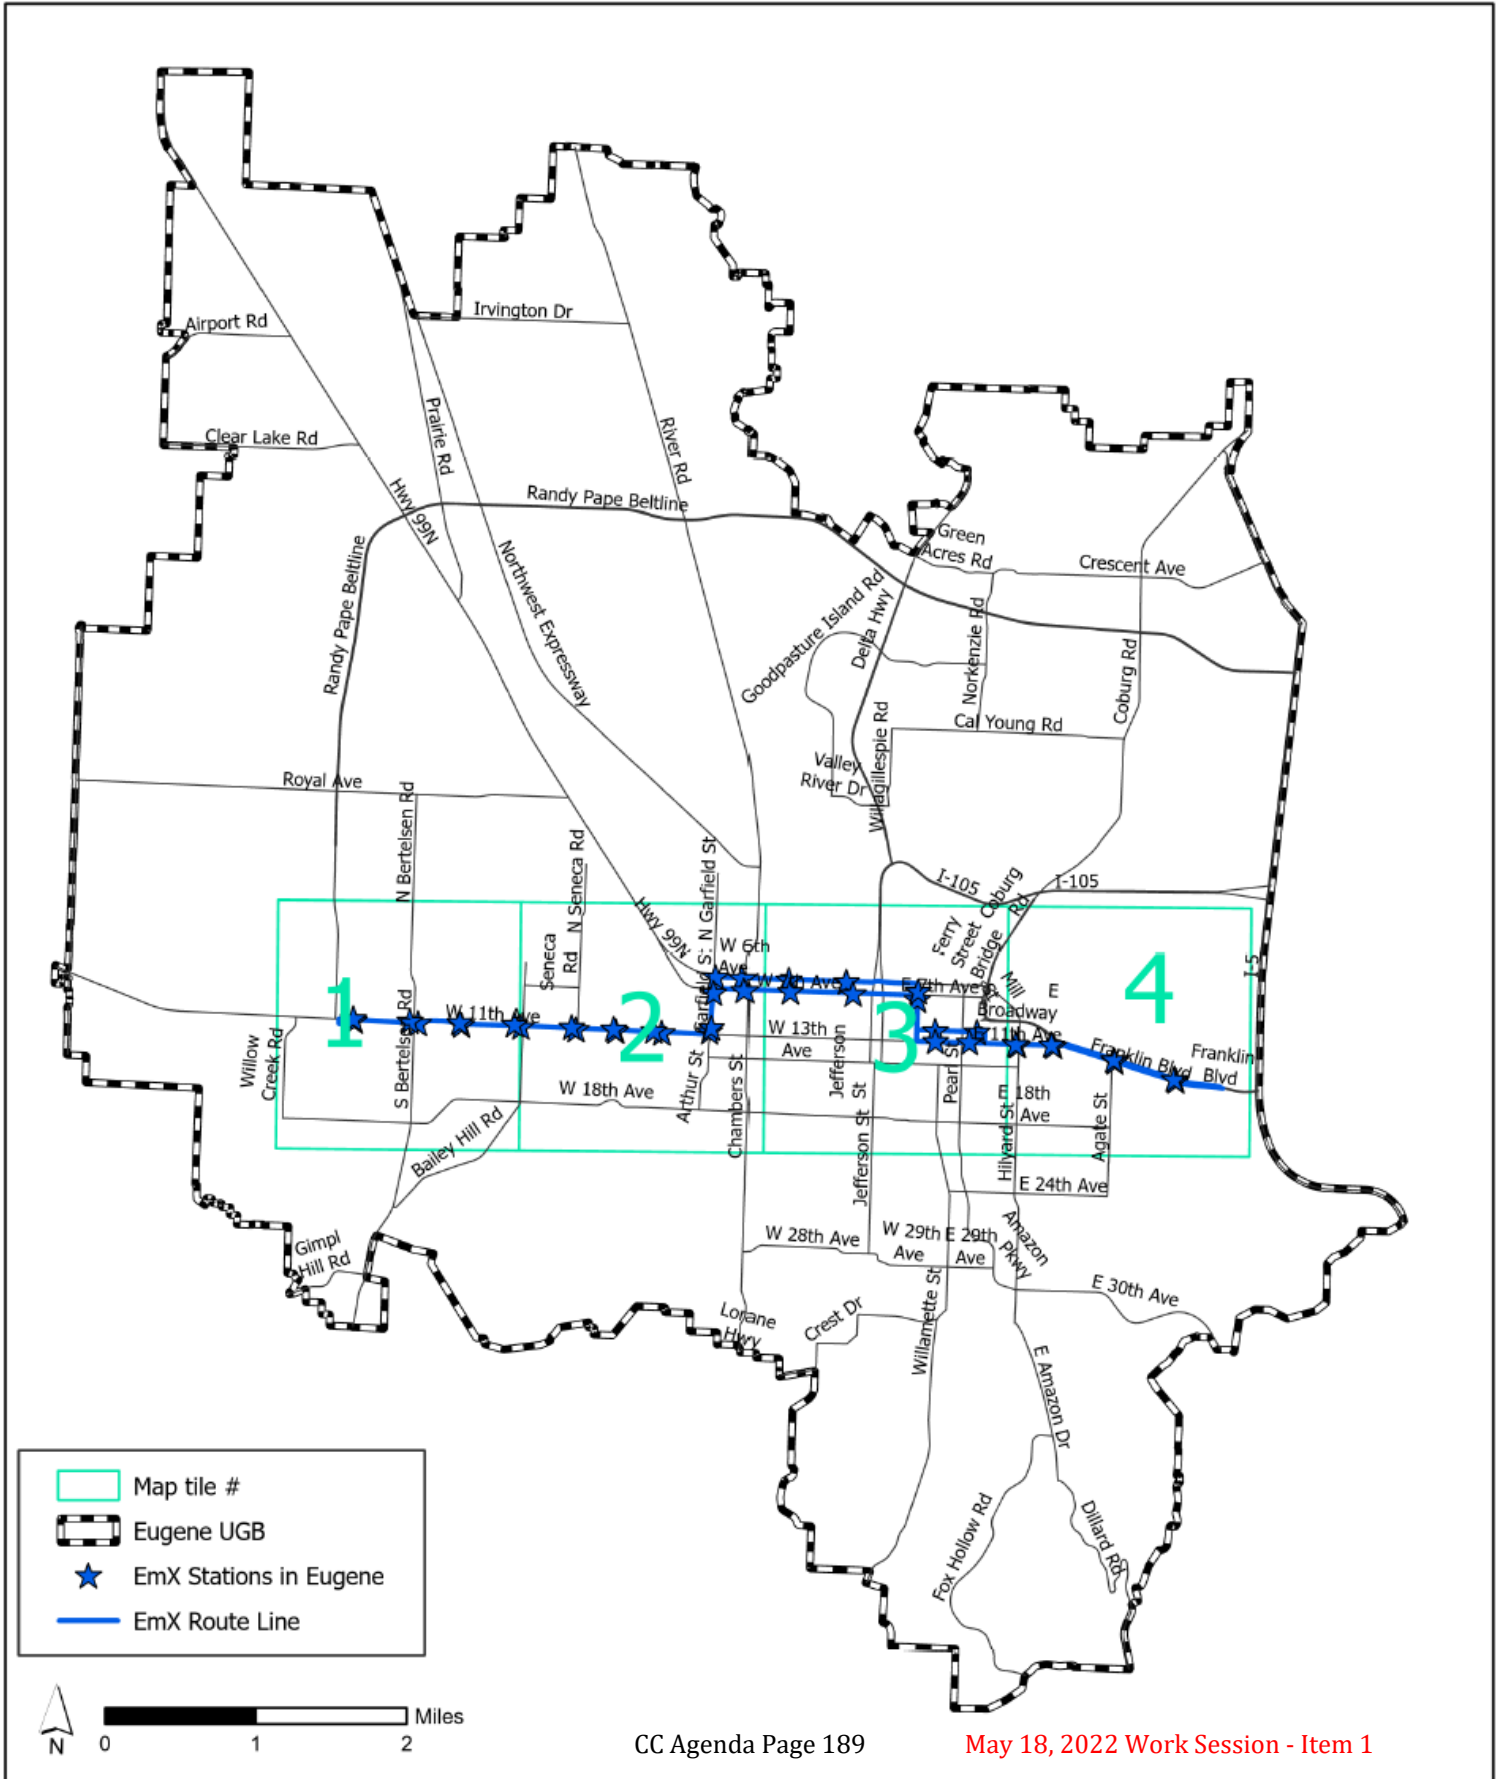 Airport Rd
Irvington Dr
Clear Lake Rd
Prairie Rd
River Rd
Hwy 99N
Randy Pape Beltline
Randy Pape Beltline
Northwest Expressway
Green
Acres Rd
Crescent Ave
Goodpasture Island Rd
Delta Hwy
Norkenzie Rd
Coburg Rd
Cal Young Rd
Willagillespie Rd
Valley
River Dr
Royal Ave
N Bertelsen Rd
N Seneca Rd
N Garfield St
Hwy 99N
I-105
I-105
Coburg
Rd
Ferry
Street
Bridge
Seneca
Rd
W 6th
Ave
W 7th Ave
E 7th Ave
Mill
E
Broadway
I-5
1
2
3
4
W 11th Ave
E 11th Ave
Garfield St
W 13th
Ave
Jefferson
St
Franklin Blvd
Franklin
Blvd
Willow
Creek Rd
S Bertelsen Rd
W 18th Ave
Arthur St
Chambers St
Pearl St
E 18th
Ave
Hilyard St
Agate St
Bailey Hill Rd
Jefferson St
E 24th Ave
Gimpl
Hill Rd
W 28th Ave
W 29th
Ave
E 29th
Ave
Amazon
Pkwy
E 30th Ave
Lorane
Hwy
Crest Dr
Willamette St
E Amazon Dr
Fox Hollow Rd
Dillard Rd
Map tile #
Eugene UGB
EmX Stations in Eugene
EmX Route Line
N
0
1
2
Miles
CC Agenda Page 189
May 18, 2022 Work Session - Item 1